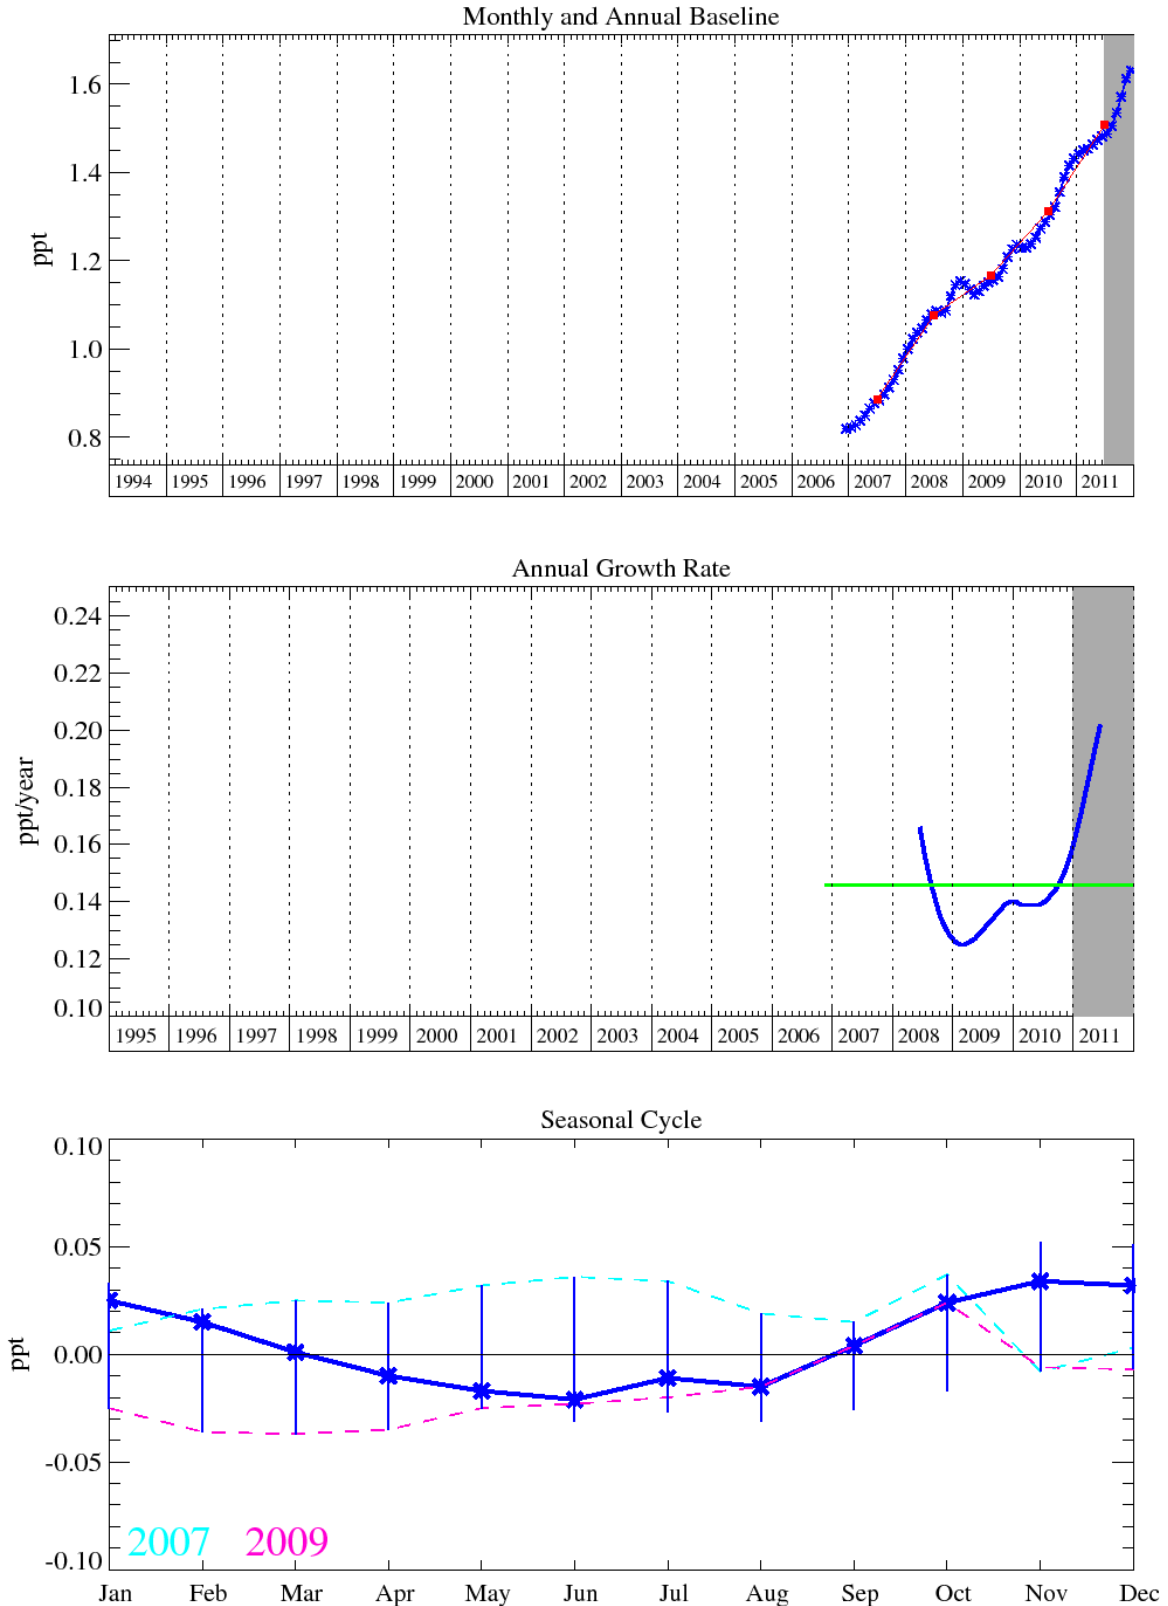 Monthly and Annual Baseline
1.6
1.4
1.2
1.0
0.8
ppt
1994 1995 1996 1997 1998 1999 2000 2001 2002 2003 2004 2005 2006 2007 2008 2009 2010 2011
Annual Growth Rate
0.24
0.22
0.20
0.18
0.16
0.14
0.12
0.10
ppt/year
1995 1996 1997 1998 1999 2000 2001 2002 2003 2004 2005 2006 2007 2008 2009 2010 2011
Seasonal Cycle
0.10
0.05
0.00
-0.05
-0.10
ppt
2007 2009
Jan Feb Mar Apr May Jun Jul Aug Sep Oct Nov Dec